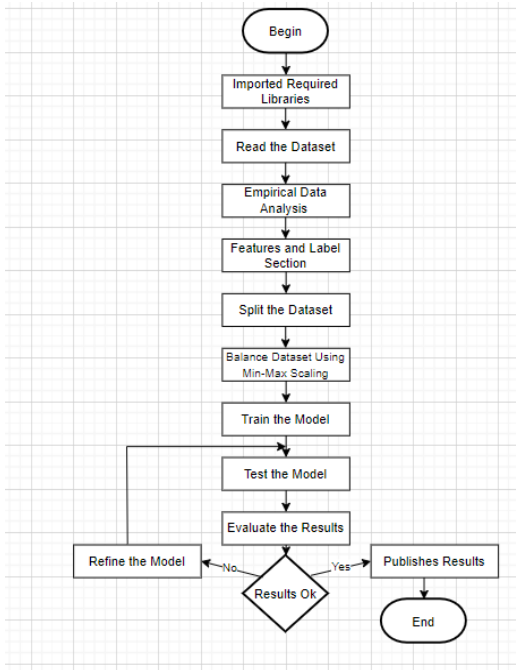 Begin
Imported Required
Libraries
Read the Dataset
Empirical Data
Analysis
Features and Label
Section
Split the Dataset
Balance Dataset Using
Min-Max Scaling
Train the Model
Test the Model
Evaluate the Results
Refine the Model
No
Results Ok
Yes
Publishes Results
End